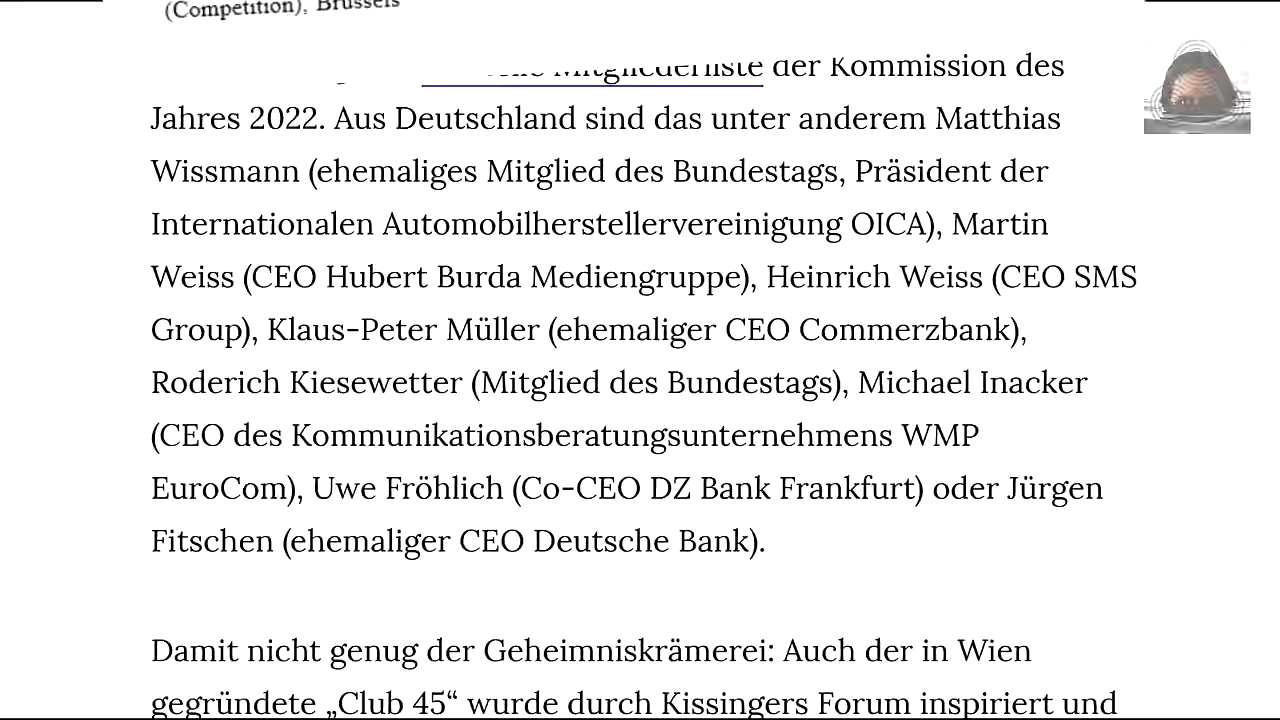 (Competition), Brussels
Mitgliederliste der Kommission des
Jahres 2022. Aus Deutschland sind das unter anderem Matthias
Wissmann (ehemaliges Mitglied des Bundestags, Präsident der
Internationalen Automobilherstellervereinigung OICA), Martin
Weiss (CEO Hubert Burda Mediengruppe), Heinrich Weiss (CEO SMS
Group), Klaus-Peter Müller (ehemaliger CEO Commerzbank),
Roderich Kiesewetter (Mitglied des Bundestags), Michael Inacker
(CEO des Kommunikationsberatungsunternehmens WMP
EuroCom), Uwe Fröhlich (Co-CEO DZ Bank Frankfurt) oder Jürgen
Fitschen (ehemaliger CEO Deutsche Bank).
Damit nicht genug der Geheimniskrämerei: Auch der in Wien
gegründete „Club 45“ wurde durch Kissingers Forum inspiriert und